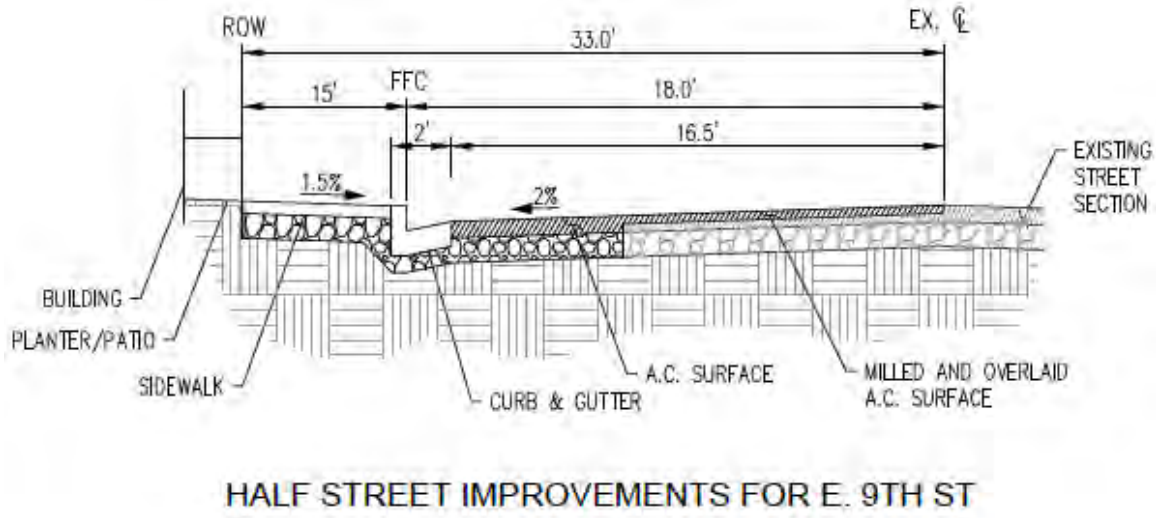 ROW
EX. ℄
33.0'
15'
FFC
18.0'
2'
16.5'
1.5%
2%
EXISTING
STREET
SECTION
BUILDING
PLANTER/PATIO
SIDEWALK
CURB & GUTTER
A.C. SURFACE
MILLED AND OVERLAID
A.C. SURFACE
HALF STREET IMPROVEMENTS FOR E. 9TH ST